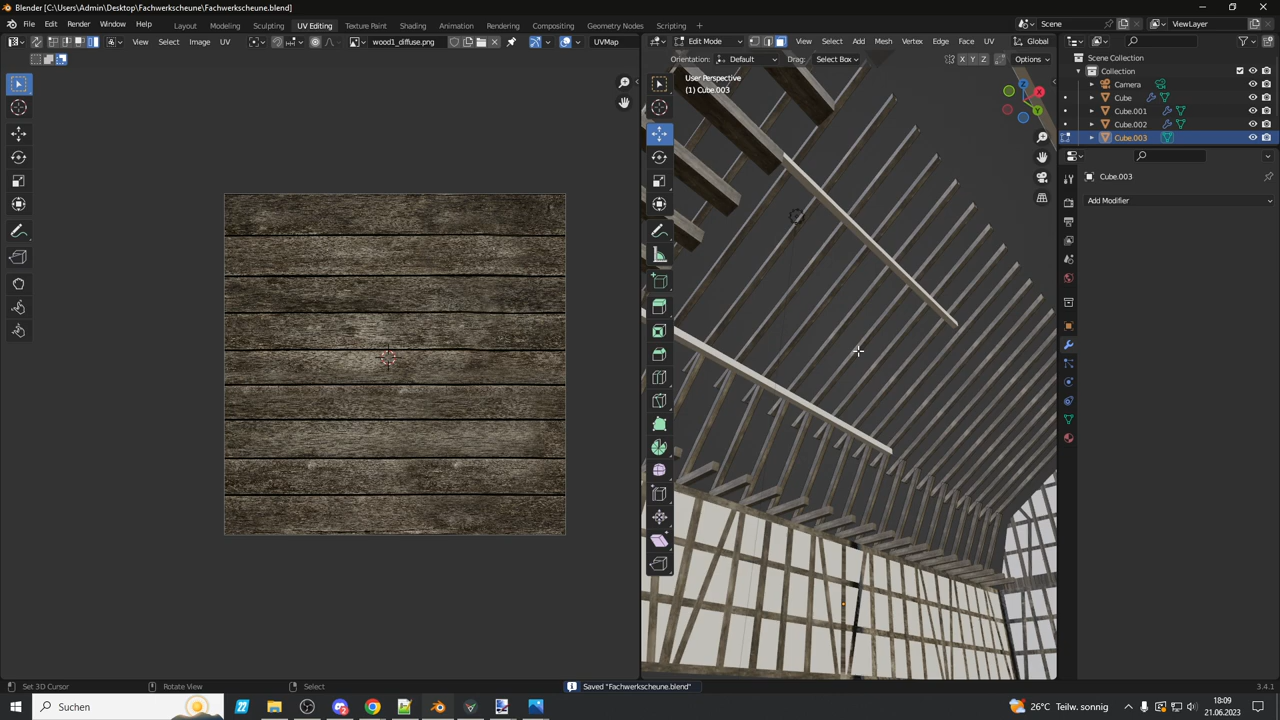 Blender [C:\Users\Admin\Desktop\Fachwerkscheune\Fachwerkscheune.blend]
File Edit Render Window Help Layout Modeling Sculpting UV Editing Texture Paint Shading Animation Rendering Compositing Geometry Nodes Scripting + Scene ViewLayer
View Select Image UV wood1_diffuse.png UVMap Edit Mode View Select Add Mesh Vertex Edge Face UV Global
Orientation: Default Drag: Select Box X Y Z Options
User Perspective
(1) Cube.003
Scene Collection
Collection
Camera
Cube
Cube.001
Cube.002
Cube.003
Cube.003
Add Modifier
Z
X
Y
Set 3D Cursor Rotate View Select Saved "Fachwerkscheune.blend" 3.4.1
Suchen 26°C Teilw. sonnig 18:09
21.06.2023